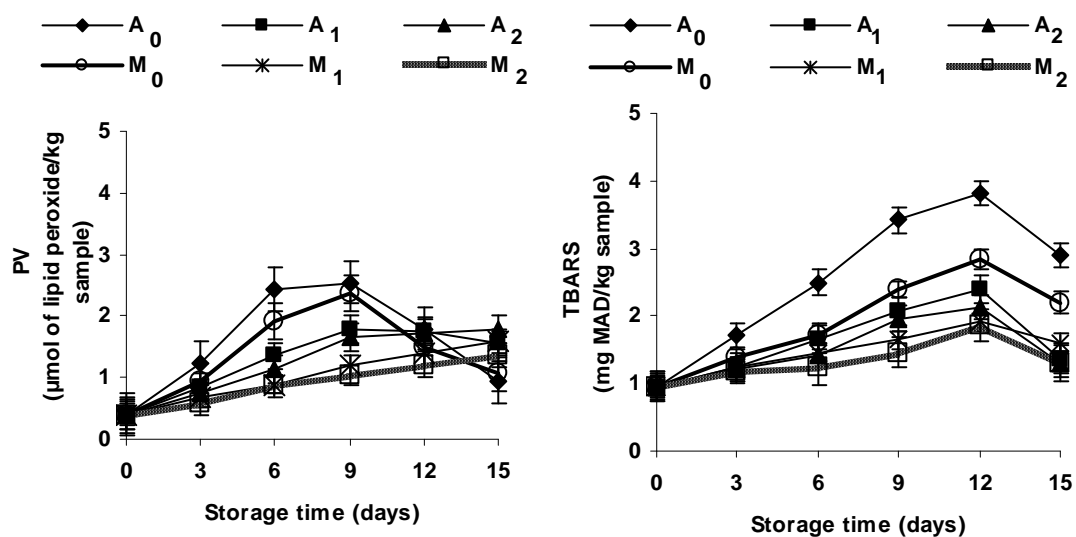 A0 A1 A2
M0 M1 M2
5
4
3
2
1
0
PV
(µmol of lipid peroxide/kg
sample)
0 3 6 9 12 15
Storage time (days)
A0 A1 A2
M0 M1 M2
5
4
3
2
1
0
TBARS
(mg MAD/kg sample)
0 3 6 9 12 15
Storage time (days)